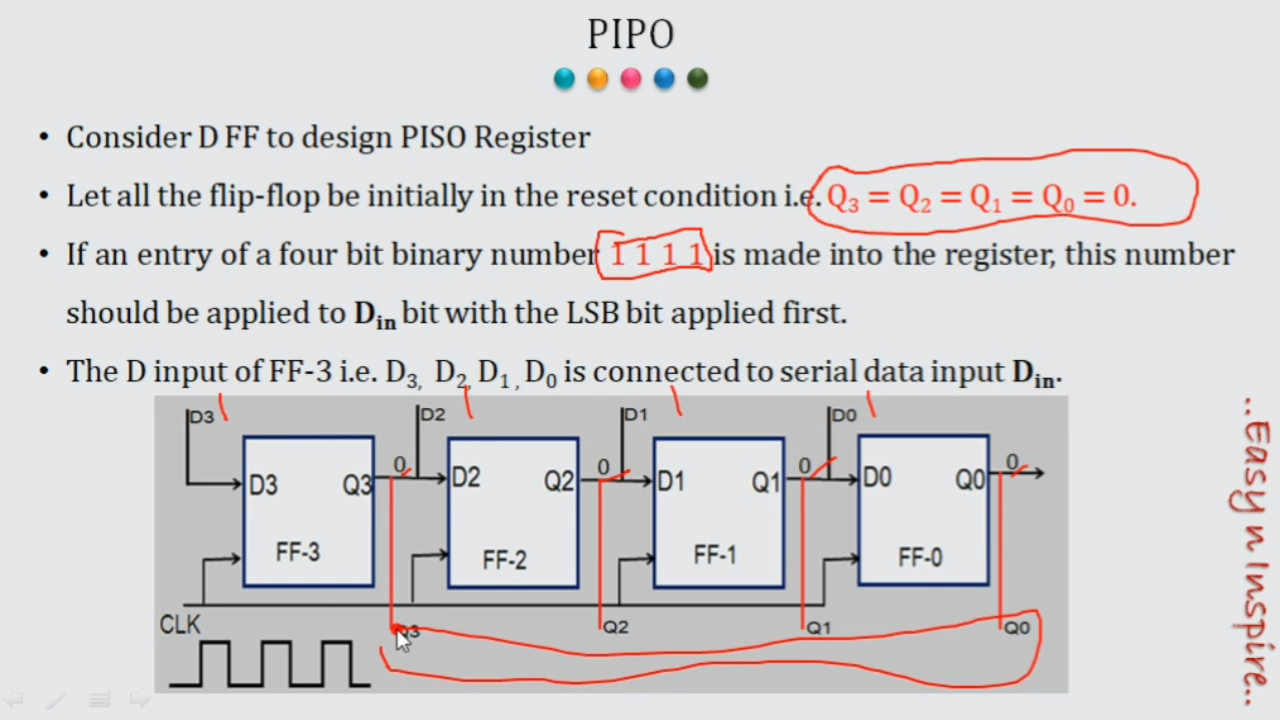 PIPO
• Consider D FF to design PISO Register
• Let all the flip-flop be initially in the reset condition i.e. Q₃ = Q₂ = Q₁ = Q₀ = 0.
• If an entry of a four bit binary number 1 1 1 1 is made into the register, this number
should be applied to Dᵢₙ bit with the LSB bit applied first.
• The D input of FF-3 i.e. D₃, D₂, D₁, D₀ is connected to serial data input Dᵢₙ.
D3 D2 D1 D0
0 0 0 0
D3 Q3 D2 Q2 D1 Q1 D0 Q0
FF-3 FF-2 FF-1 FF-0
CLK Q3 Q2 Q1 Q0
..Easy n Inspire..